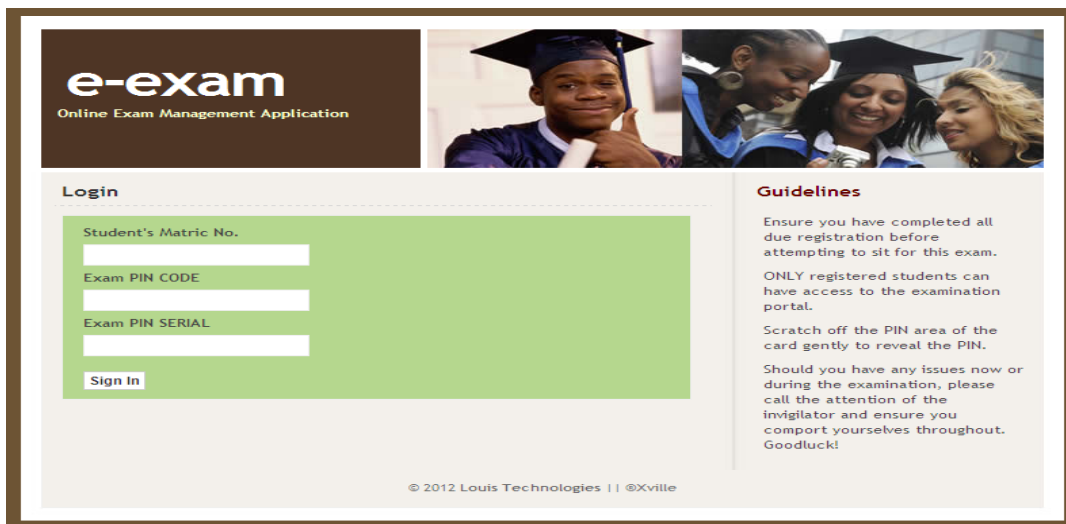 e-exam
Online Exam Management Application
Login
Student's Matric No.
Exam PIN CODE
Exam PIN SERIAL
Sign In
Guidelines
Ensure you have completed all
due registration before
attempting to sit for this exam.
ONLY registered students can
have access to the examination
portal.
Scratch off the PIN area of the
card gently to reveal the PIN.
Should you have any issues now or
during the examination, please
call the attention of the
invigilator and ensure you
comport yourselves throughout.
Goodluck!
© 2012 Louis Technologies || ®Xville